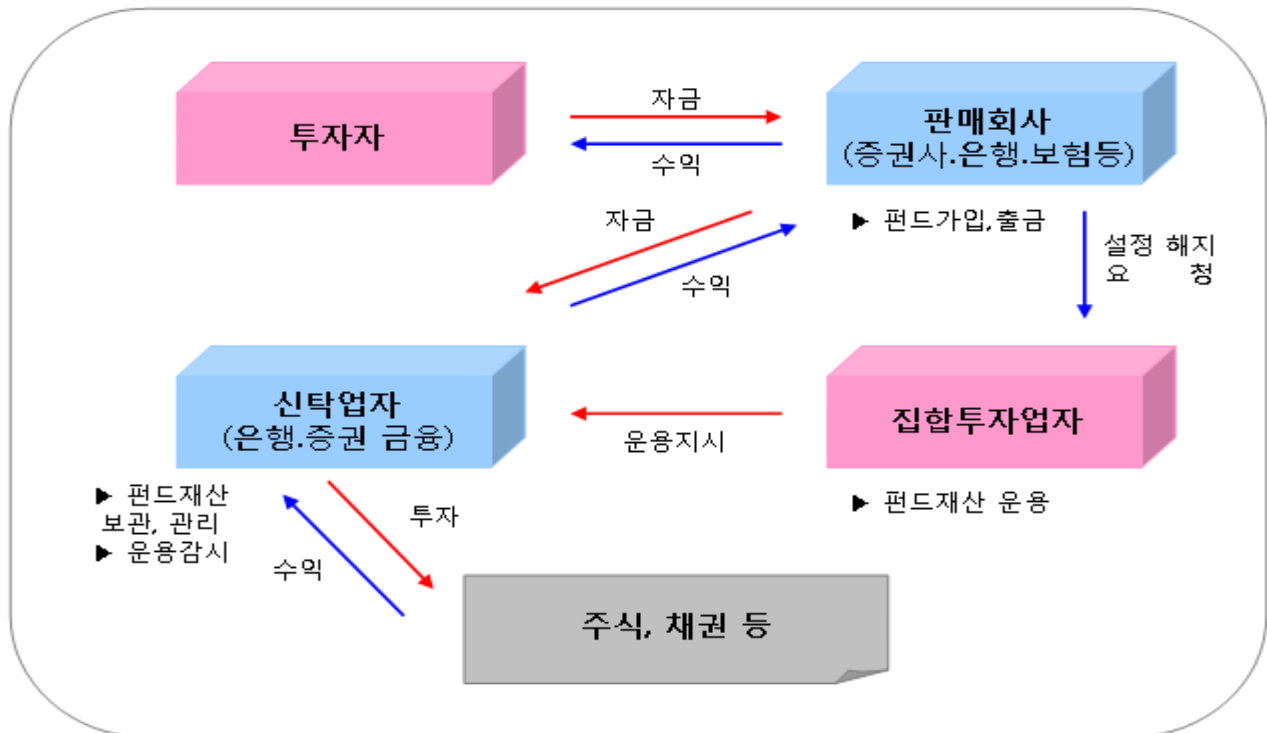 투자자
자금
수익
판매회사
(증권사.은행.보험등)
▶ 펀드가입,출금
자금
수익
설정 해지
요 청
신탁업자
(은행.증권 금융)
운용지시
집합투자업자
▶ 펀드재산
보관, 관리
▶ 운용감시
▶ 펀드재산 운용
투자
수익
주식, 채권 등